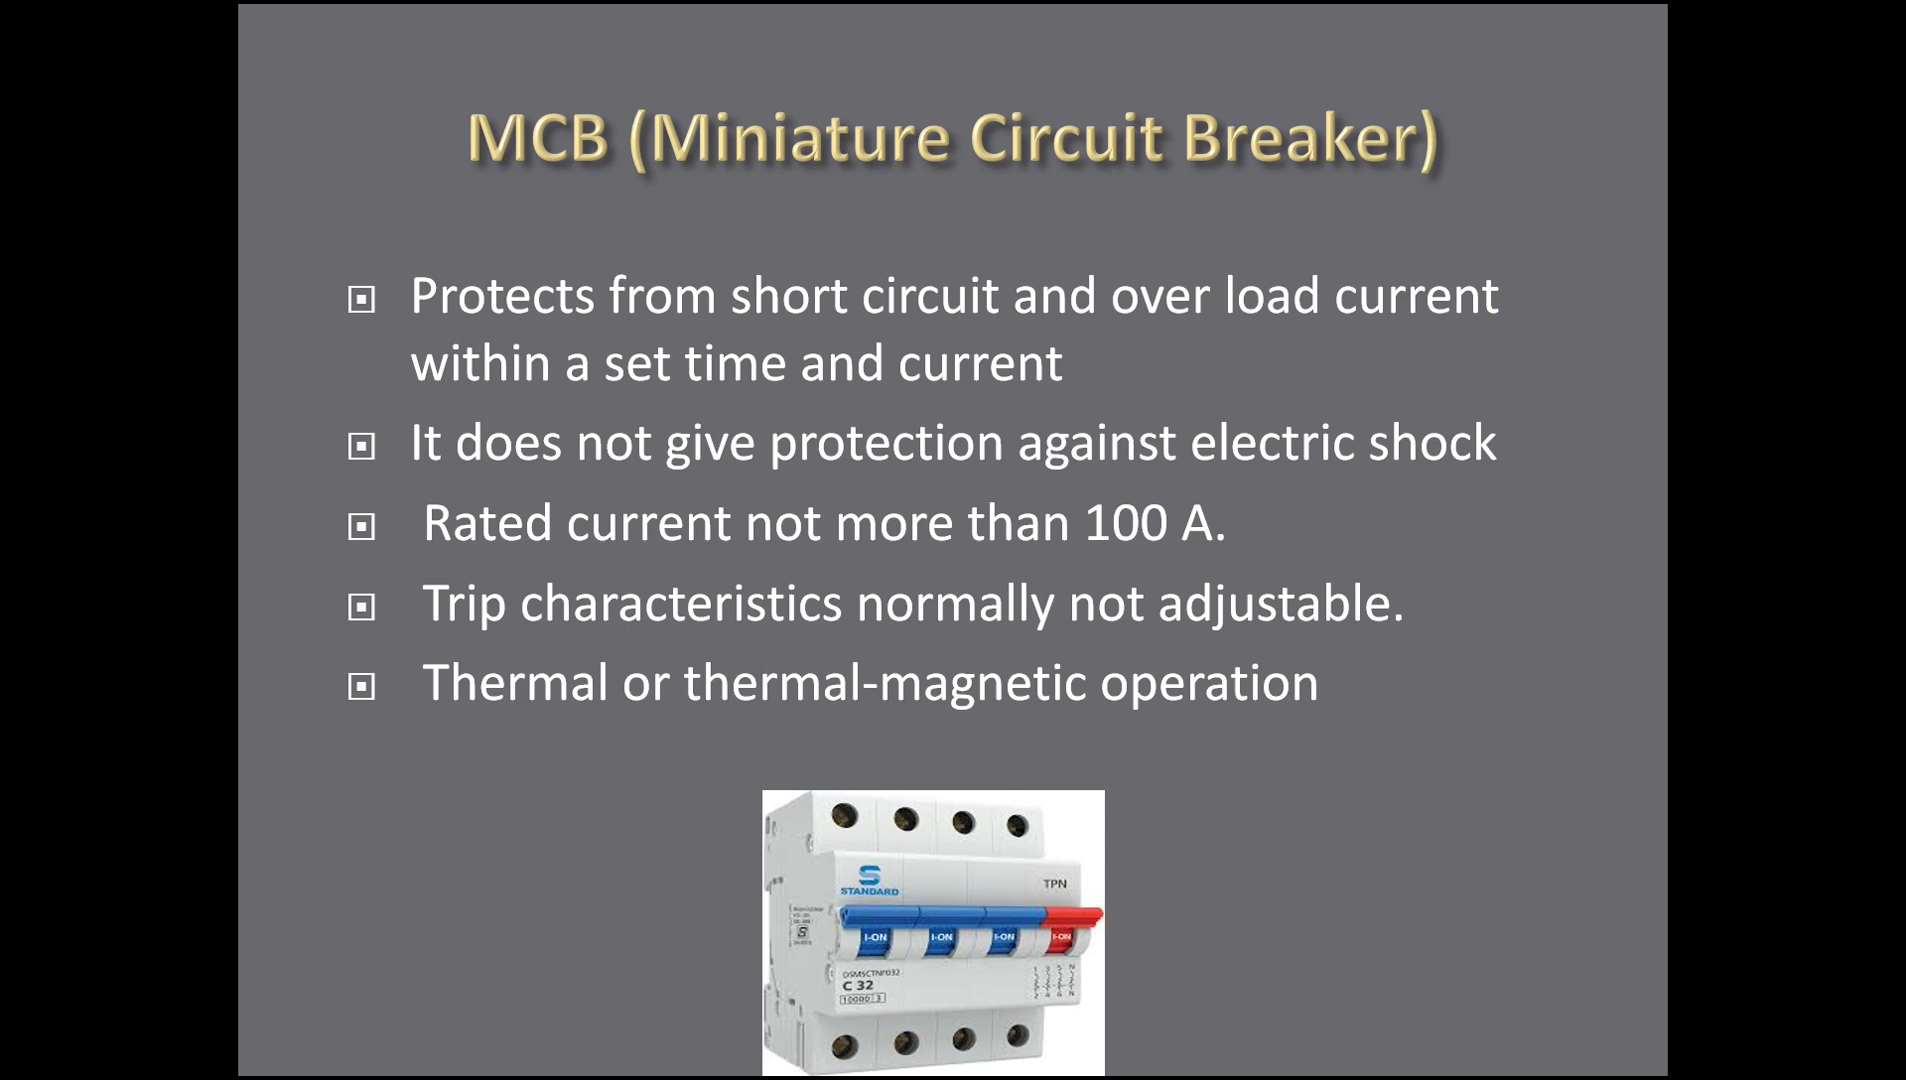 MCB (Miniature Circuit Breaker)
Protects from short circuit and over load current
within a set time and current
It does not give protection against electric shock
Rated current not more than 100 A.
Trip characteristics normally not adjustable.
Thermal or thermal-magnetic operation
S
STANDARD
TPN
I-ON I-ON I-ON I-ON
C 32
10000 3